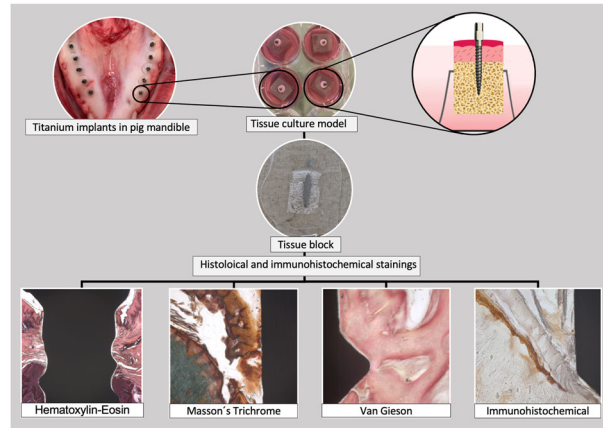 Titanium implants in pig mandible
Tissue culture model
Tissue block
Histoloical and immunohistochemical stainings
Hematoxylin-Eosin
Masson´s Trichrome
Van Gieson
Immunohistochemical